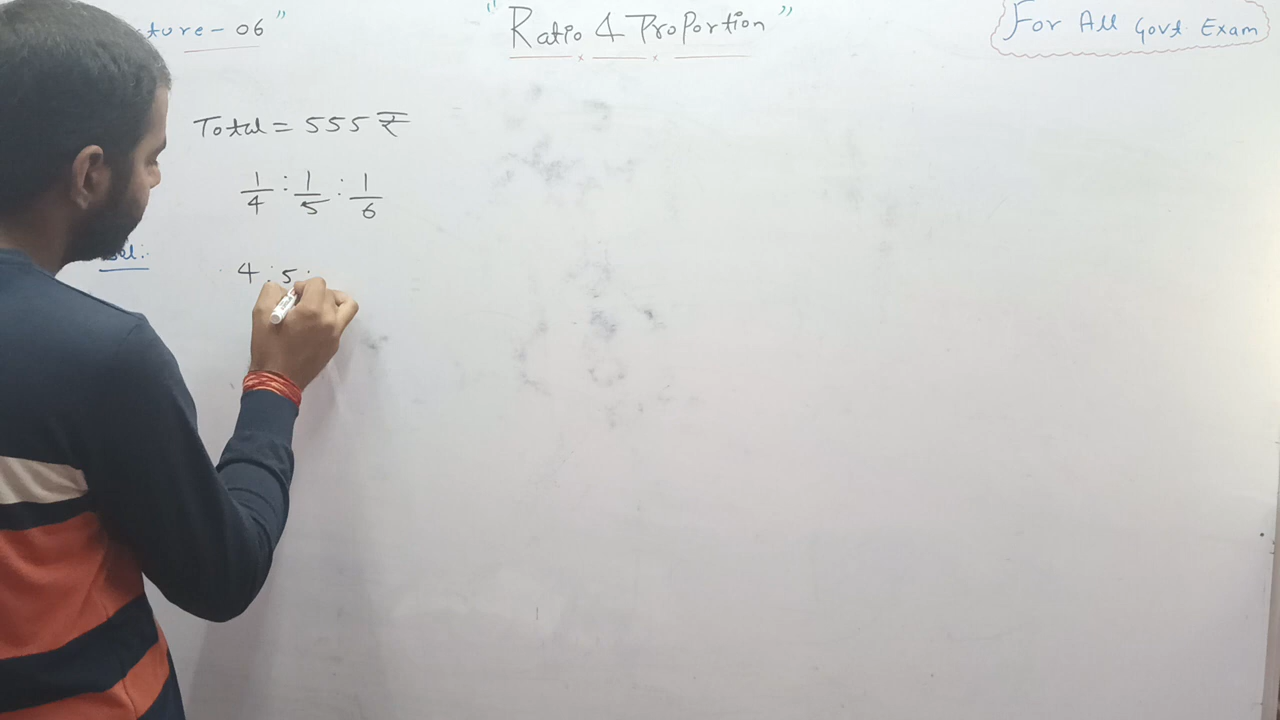 ture - 06 "
" Ratio & Proportion "
For All Govt. Exam
Total = 555 ₹
1/4 : 1/5 : 1/6
Sol:-
4 : 5 :